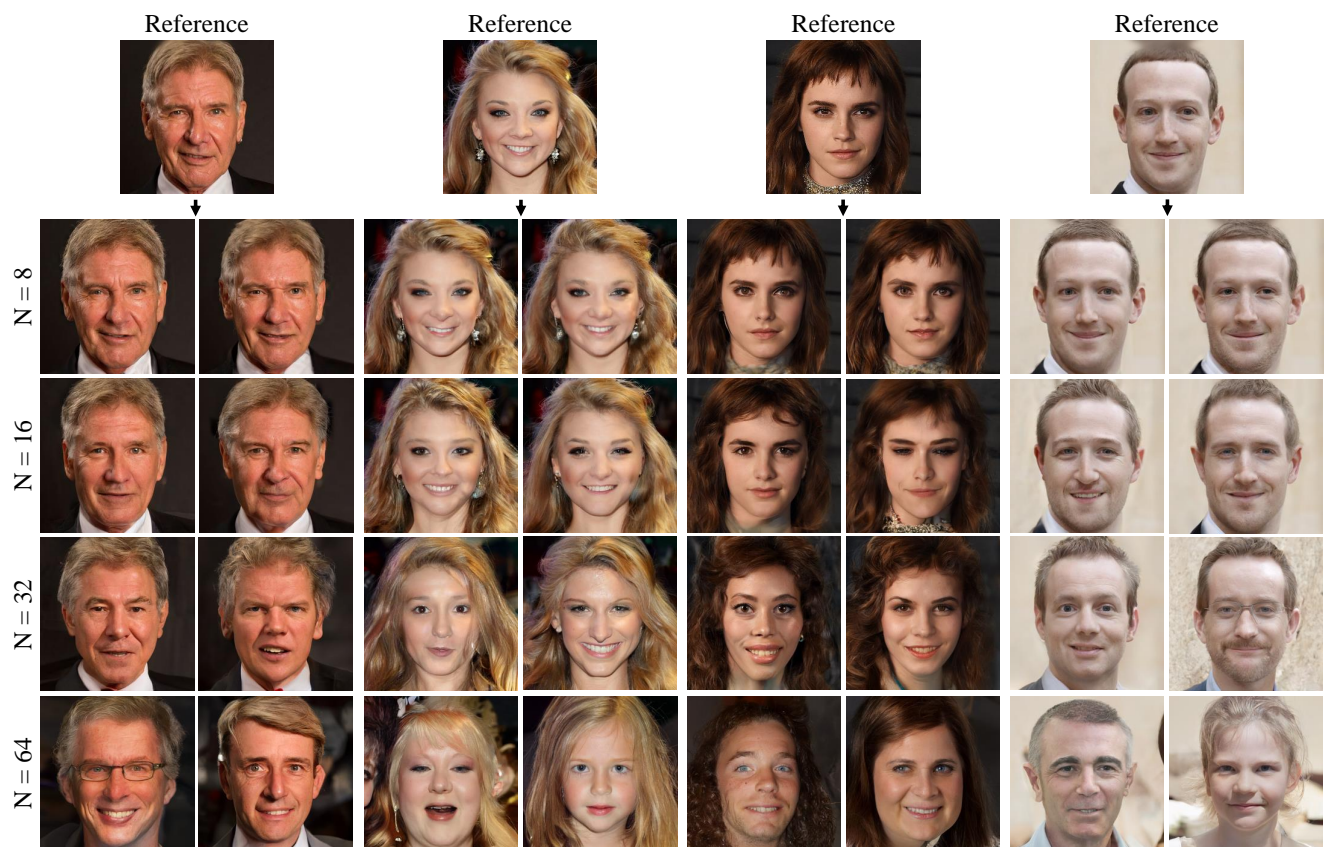 Reference
Reference
Reference
Reference
N = 8
N = 16
N = 32
N = 64